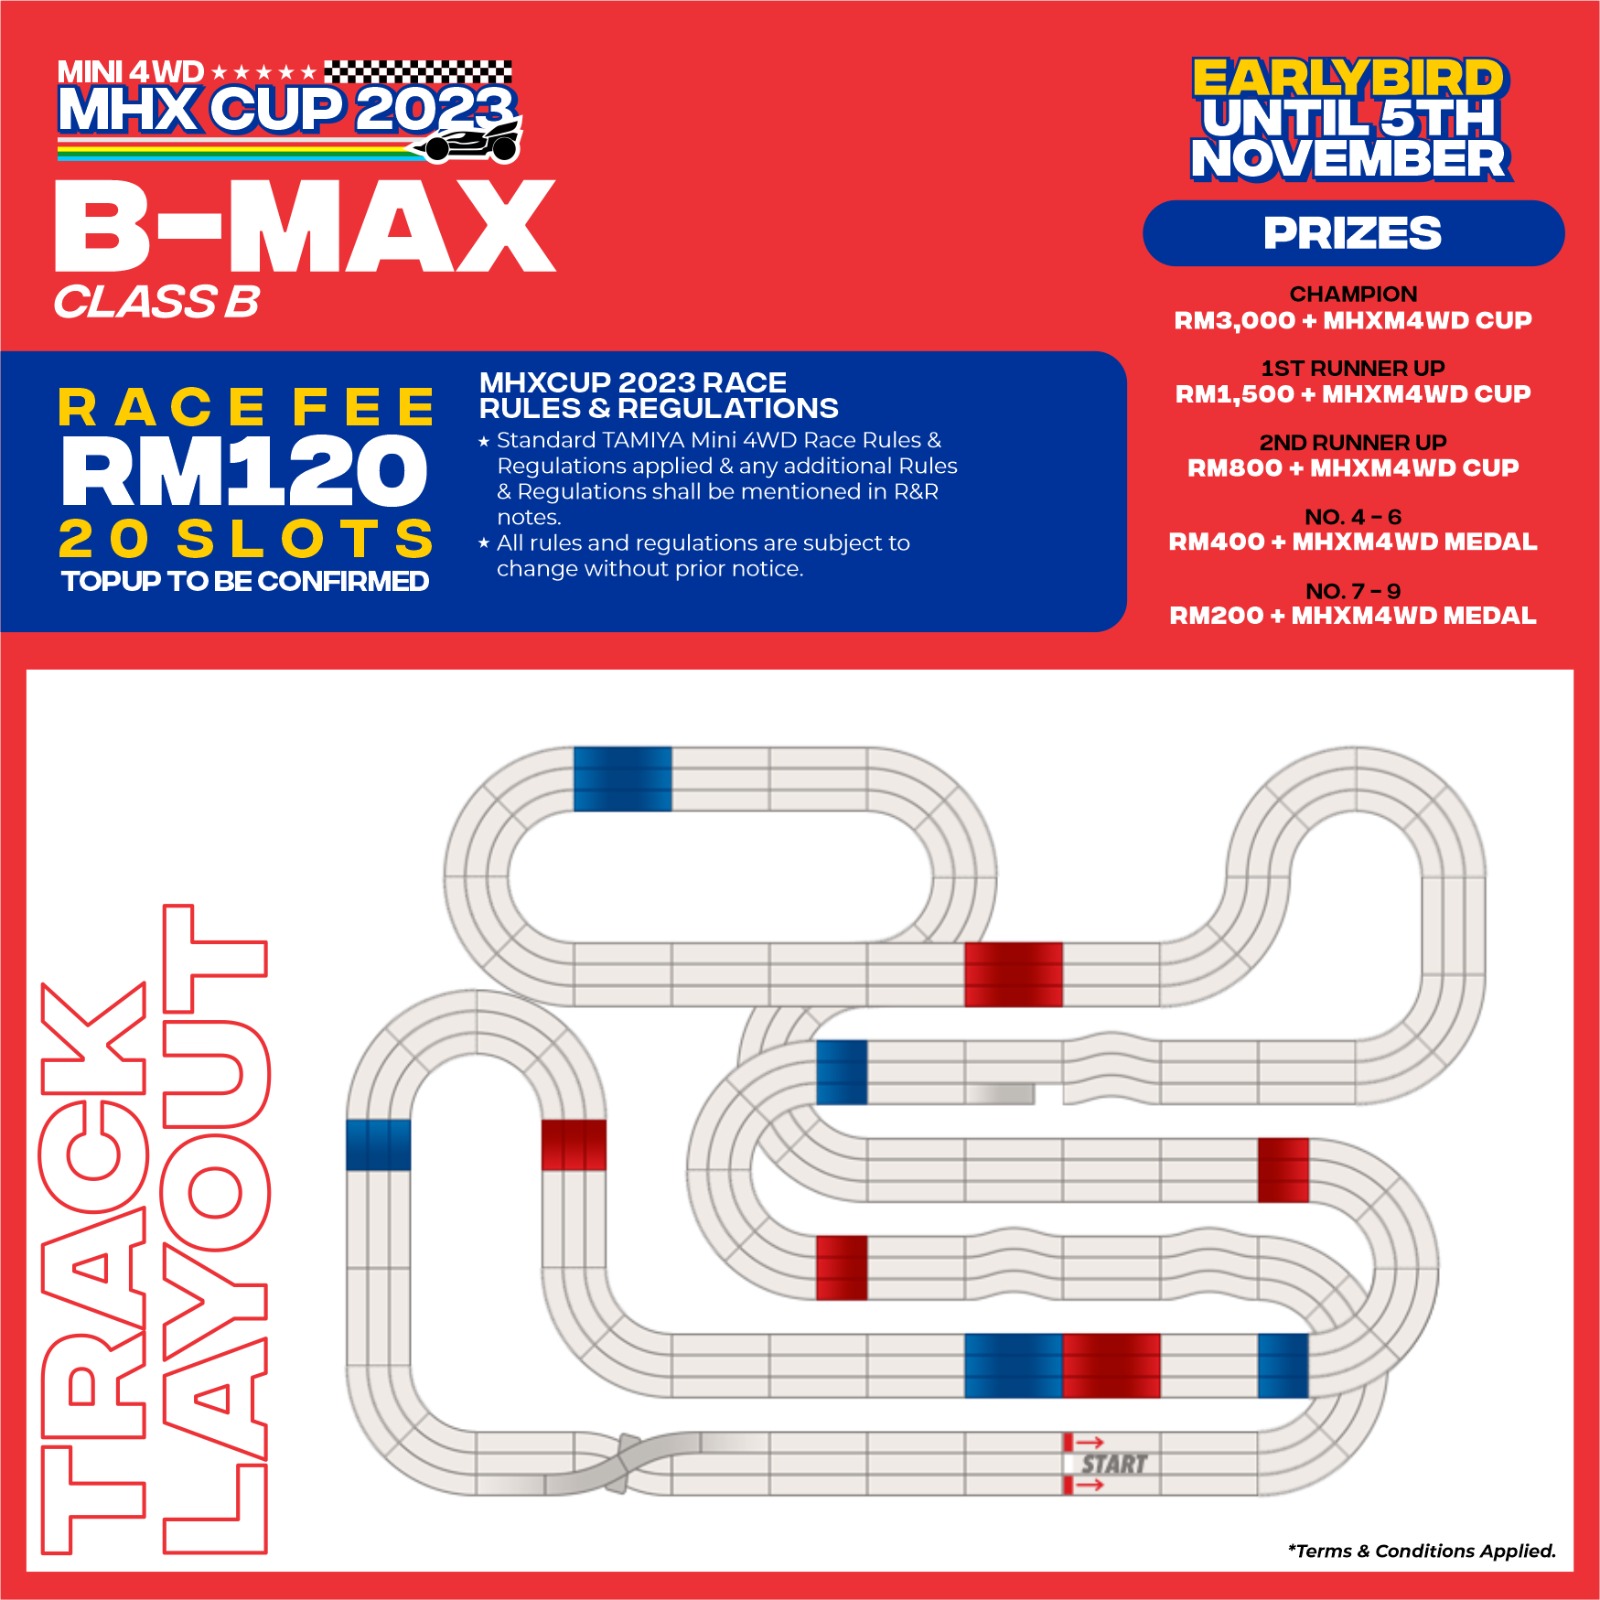 MINI 4WD
MHX CUP 2023
B-MAX
CLASS B
EARLYBIRD
UNTIL 5TH
NOVEMBER
PRIZES
CHAMPION
RM3,000 + MHXM4WD CUP
1ST RUNNER UP
RM1,500 + MHXM4WD CUP
2ND RUNNER UP
RM800 + MHXM4WD CUP
NO. 4 - 6
RM400 + MHXM4WD MEDAL
NO. 7 - 9
RM200 + MHXM4WD MEDAL
RACE FEE
RM120
20 SLOTS
TOPUP TO BE CONFIRMED
MHXCUP 2023 RACE
RULES & REGULATIONS
★ Standard TAMIYA Mini 4WD Race Rules &
Regulations applied & any additional Rules
& Regulations shall be mentioned in R&R
notes.
★ All rules and regulations are subject to
change without prior notice.
TRACK
LAYOUT
START
*Terms & Conditions Applied.